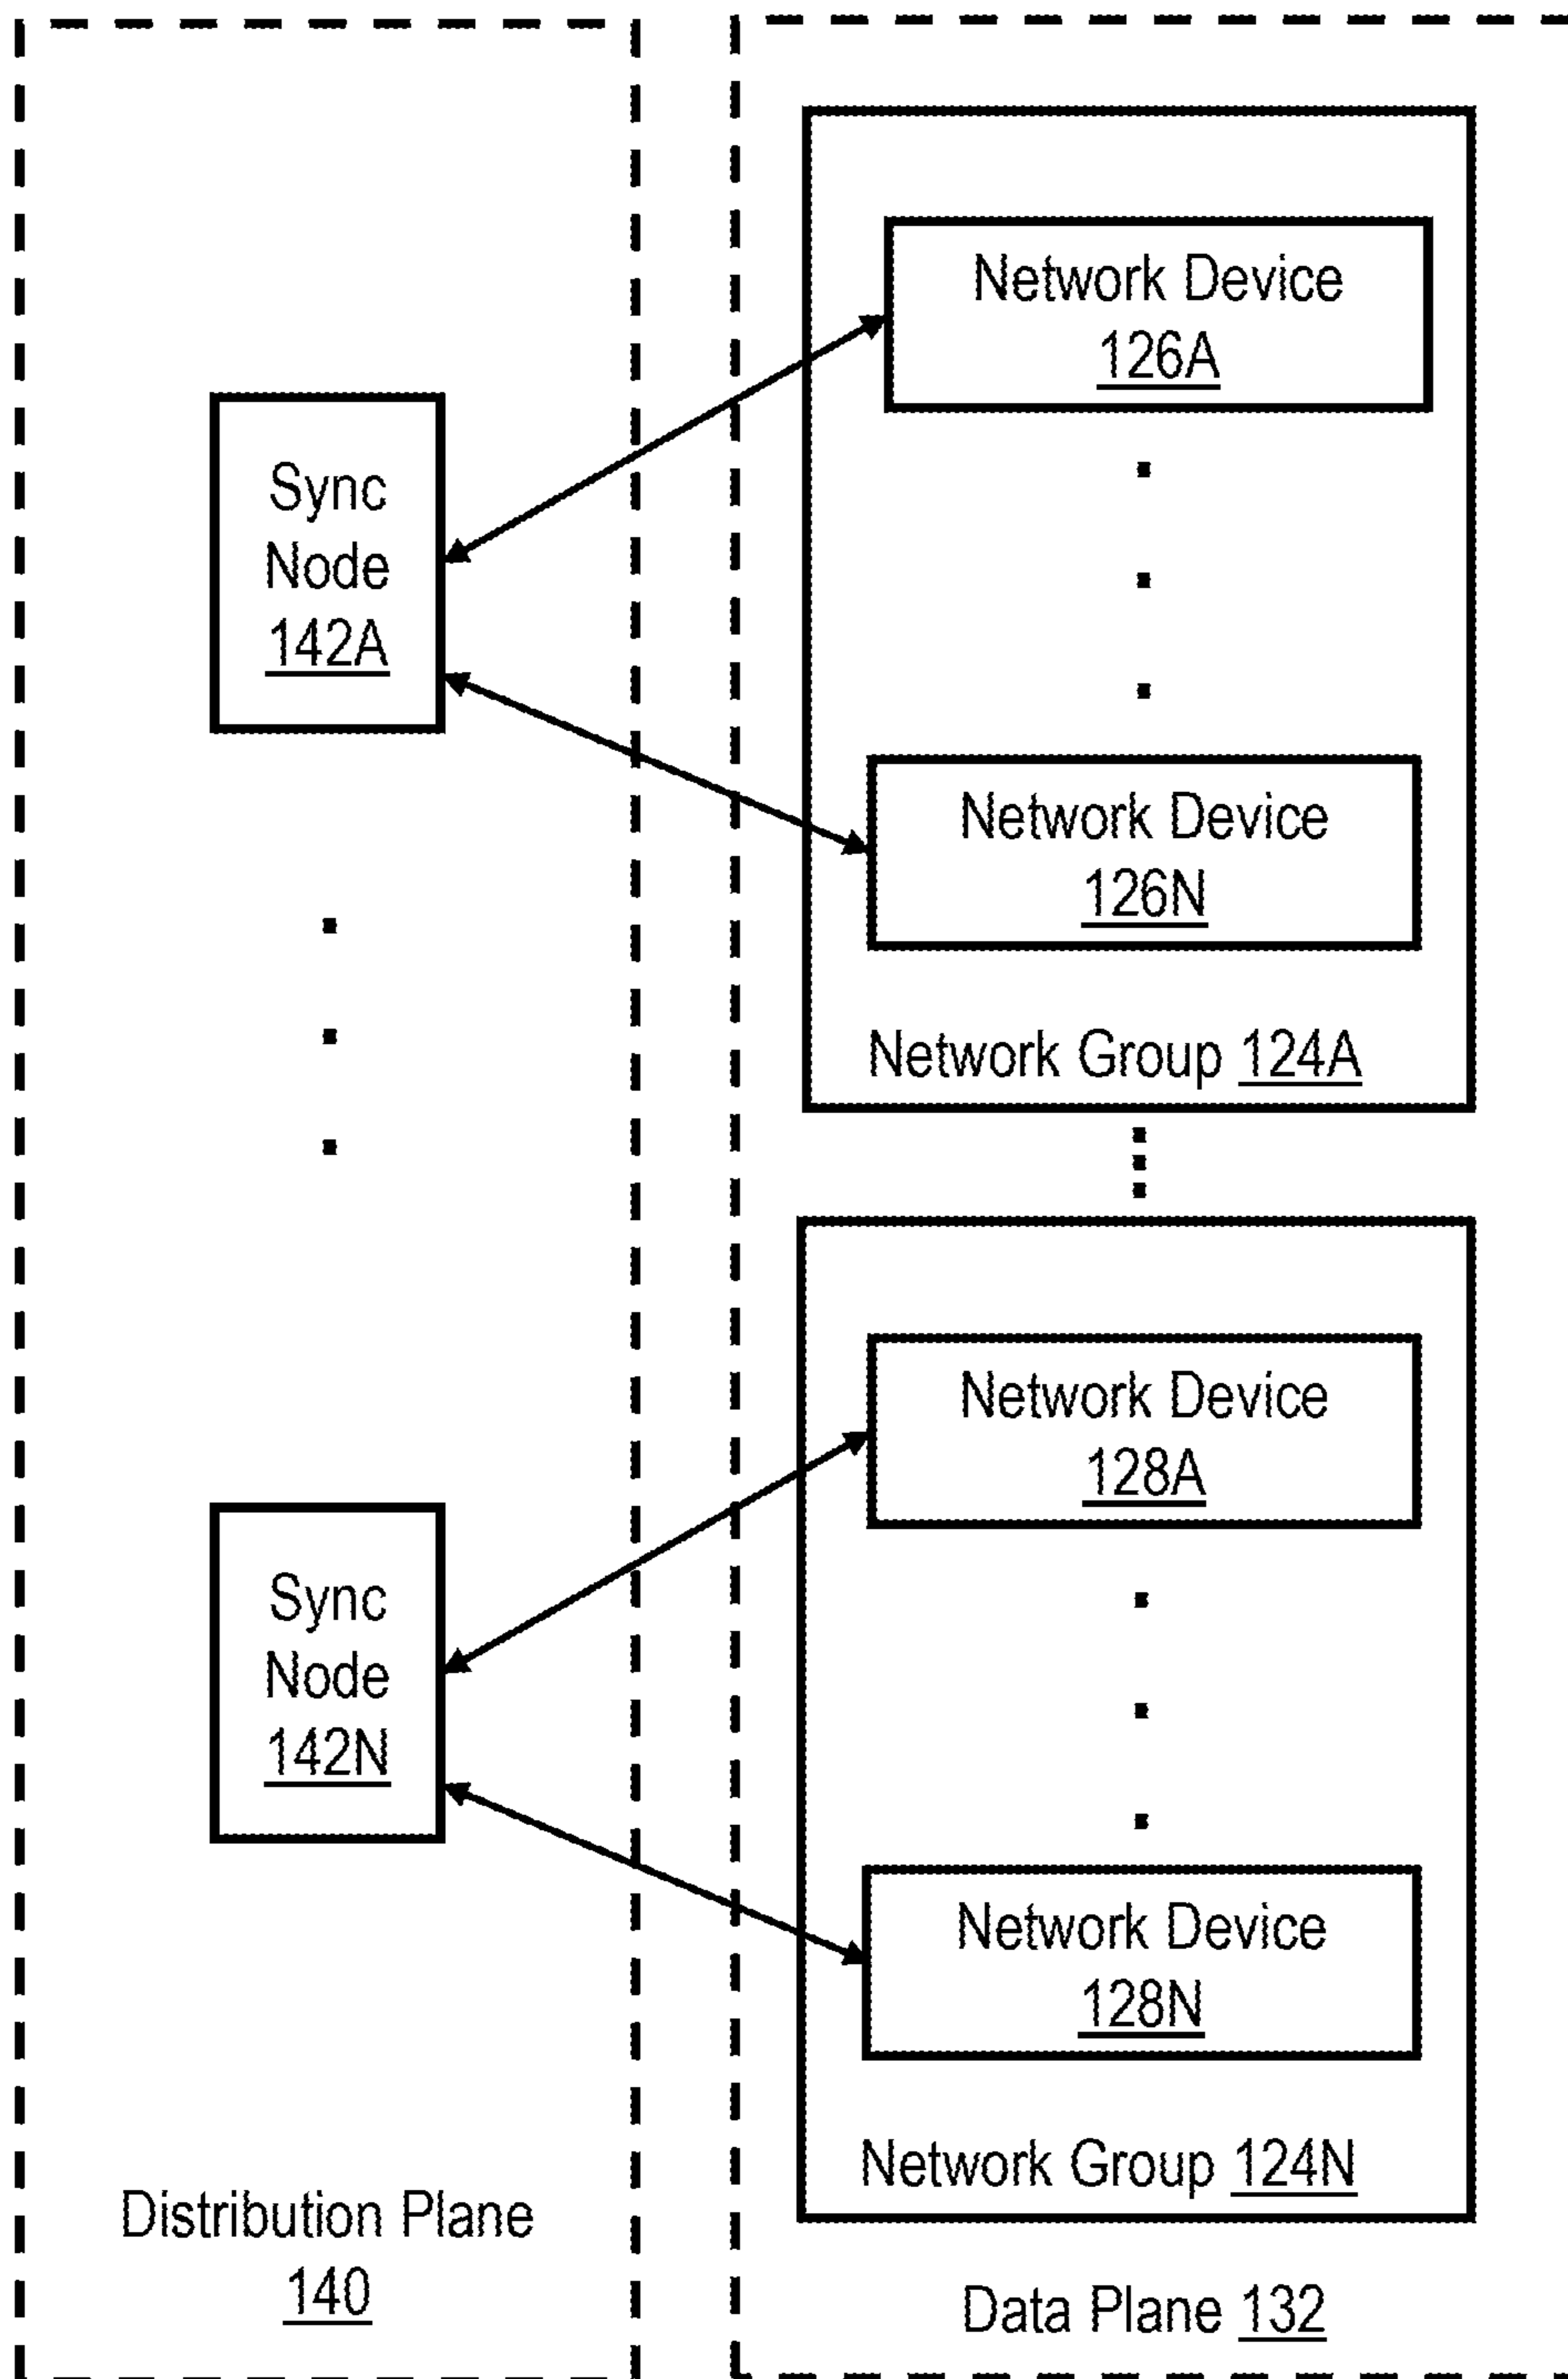 Sync
Node
142A
Sync
Node
142N
Distribution Plane
140
Network Device
126A
Network Device
126N
Network Group 124A
Network Device
128A
Network Device
128N
Network Group 124N
Data Plane 132